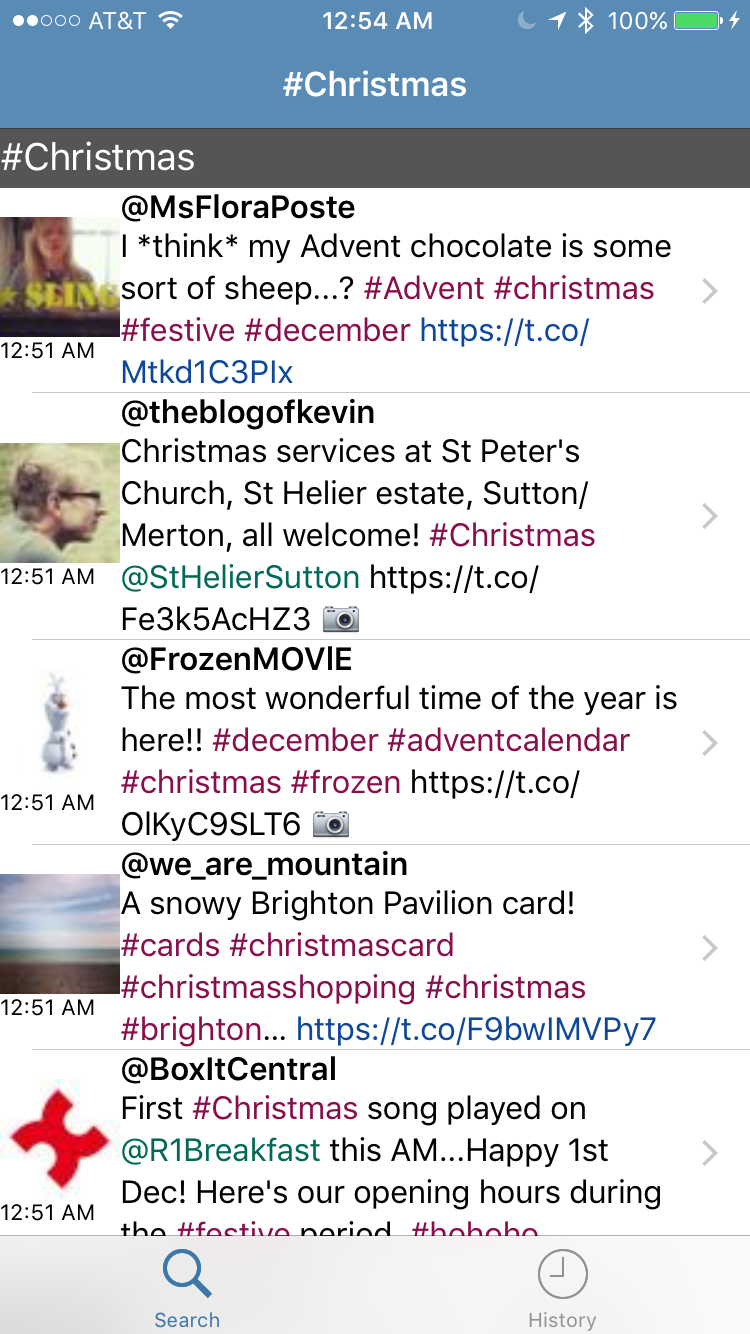 AT&T 12:54 AM 100%
#Christmas
#Christmas
@MsFloraPoste
I *think* my Advent chocolate is some
sort of sheep...? #Advent #christmas
#festive #december https://t.co/
Mtkd1C3PIx
SLING
12:51 AM
@theblogofkevin
Christmas services at St Peter's
Church, St Helier estate, Sutton/
Merton, all welcome! #Christmas
@StHelierSutton https://t.co/
Fe3k5AcHZ3
12:51 AM
@FrozenMOVlE
The most wonderful time of the year is
here!! #december #adventcalendar
#christmas #frozen https://t.co/
OlKyC9SLT6
12:51 AM
@we_are_mountain
A snowy Brighton Pavilion card!
#cards #christmascard
#christmasshopping #christmas
#brighton... https://t.co/F9bwIMVPy7
12:51 AM
@BoxItCentral
First #Christmas song played on
@R1Breakfast this AM...Happy 1st
Dec! Here's our opening hours during
the #festive period. #hohoho
12:51 AM
Search
History